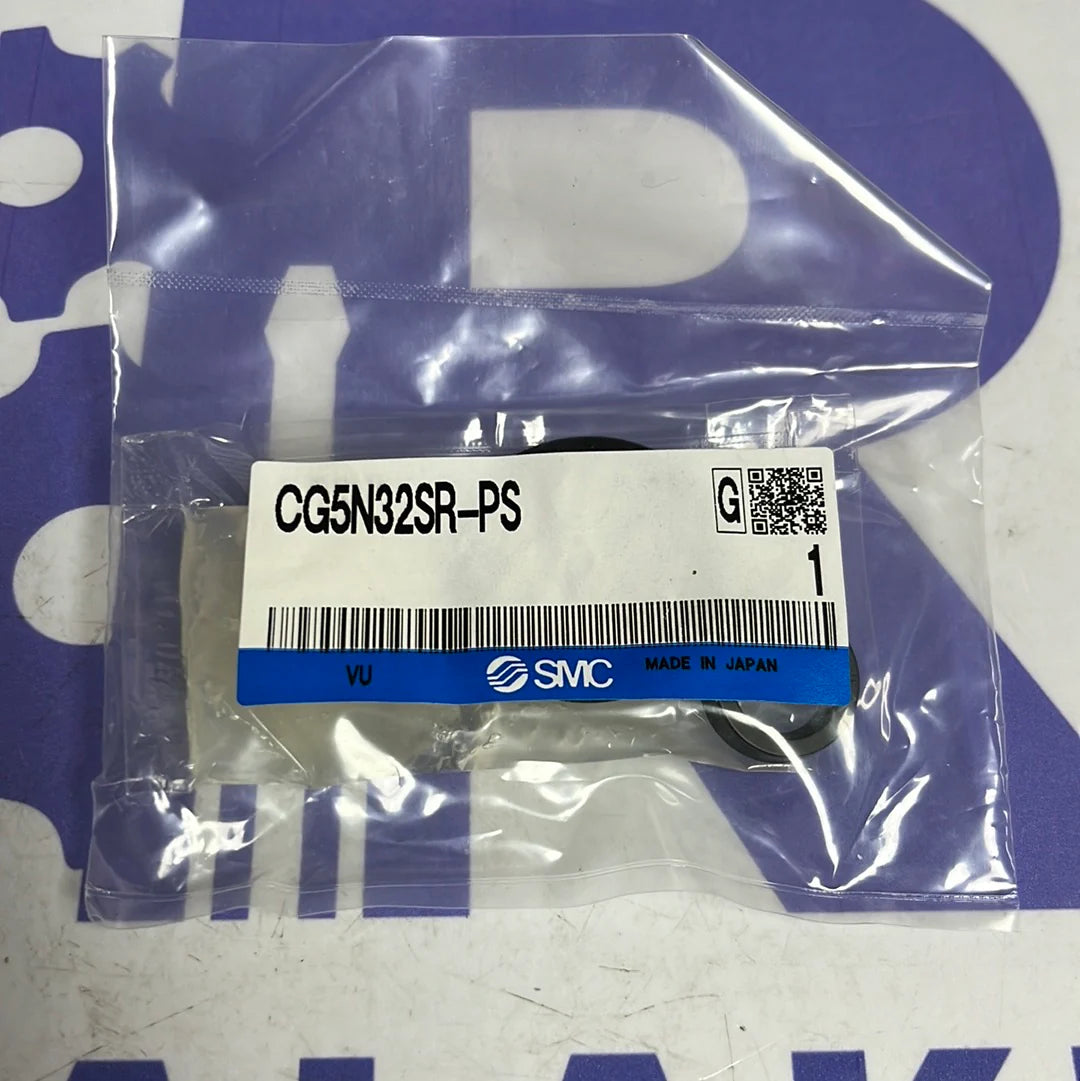 CG5N32SR-PS
G
1
VU
SMC
MADE IN JAPAN